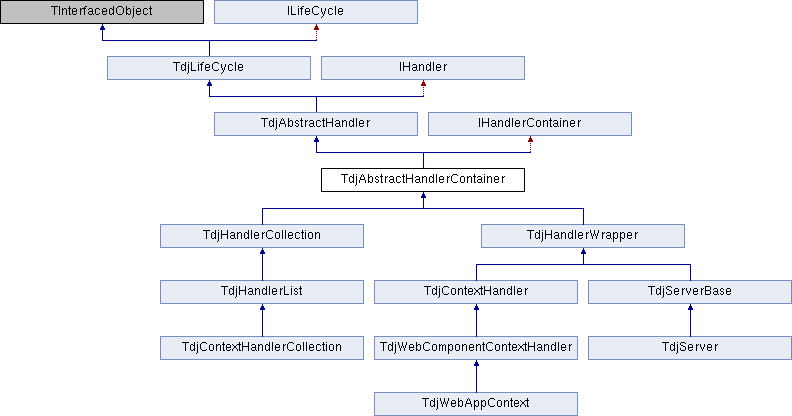 TInterfacedObject
ILifeCycle
TdjLifeCycle
IHandler
TdjAbstractHandler
IHandlerContainer
TdjAbstractHandlerContainer
TdjHandlerCollection
TdjHandlerWrapper
TdjHandlerList
TdjContextHandler
TdjServerBase
TdjContextHandlerCollection
TdjWebComponentContextHandler
TdjServer
TdjWebAppContext